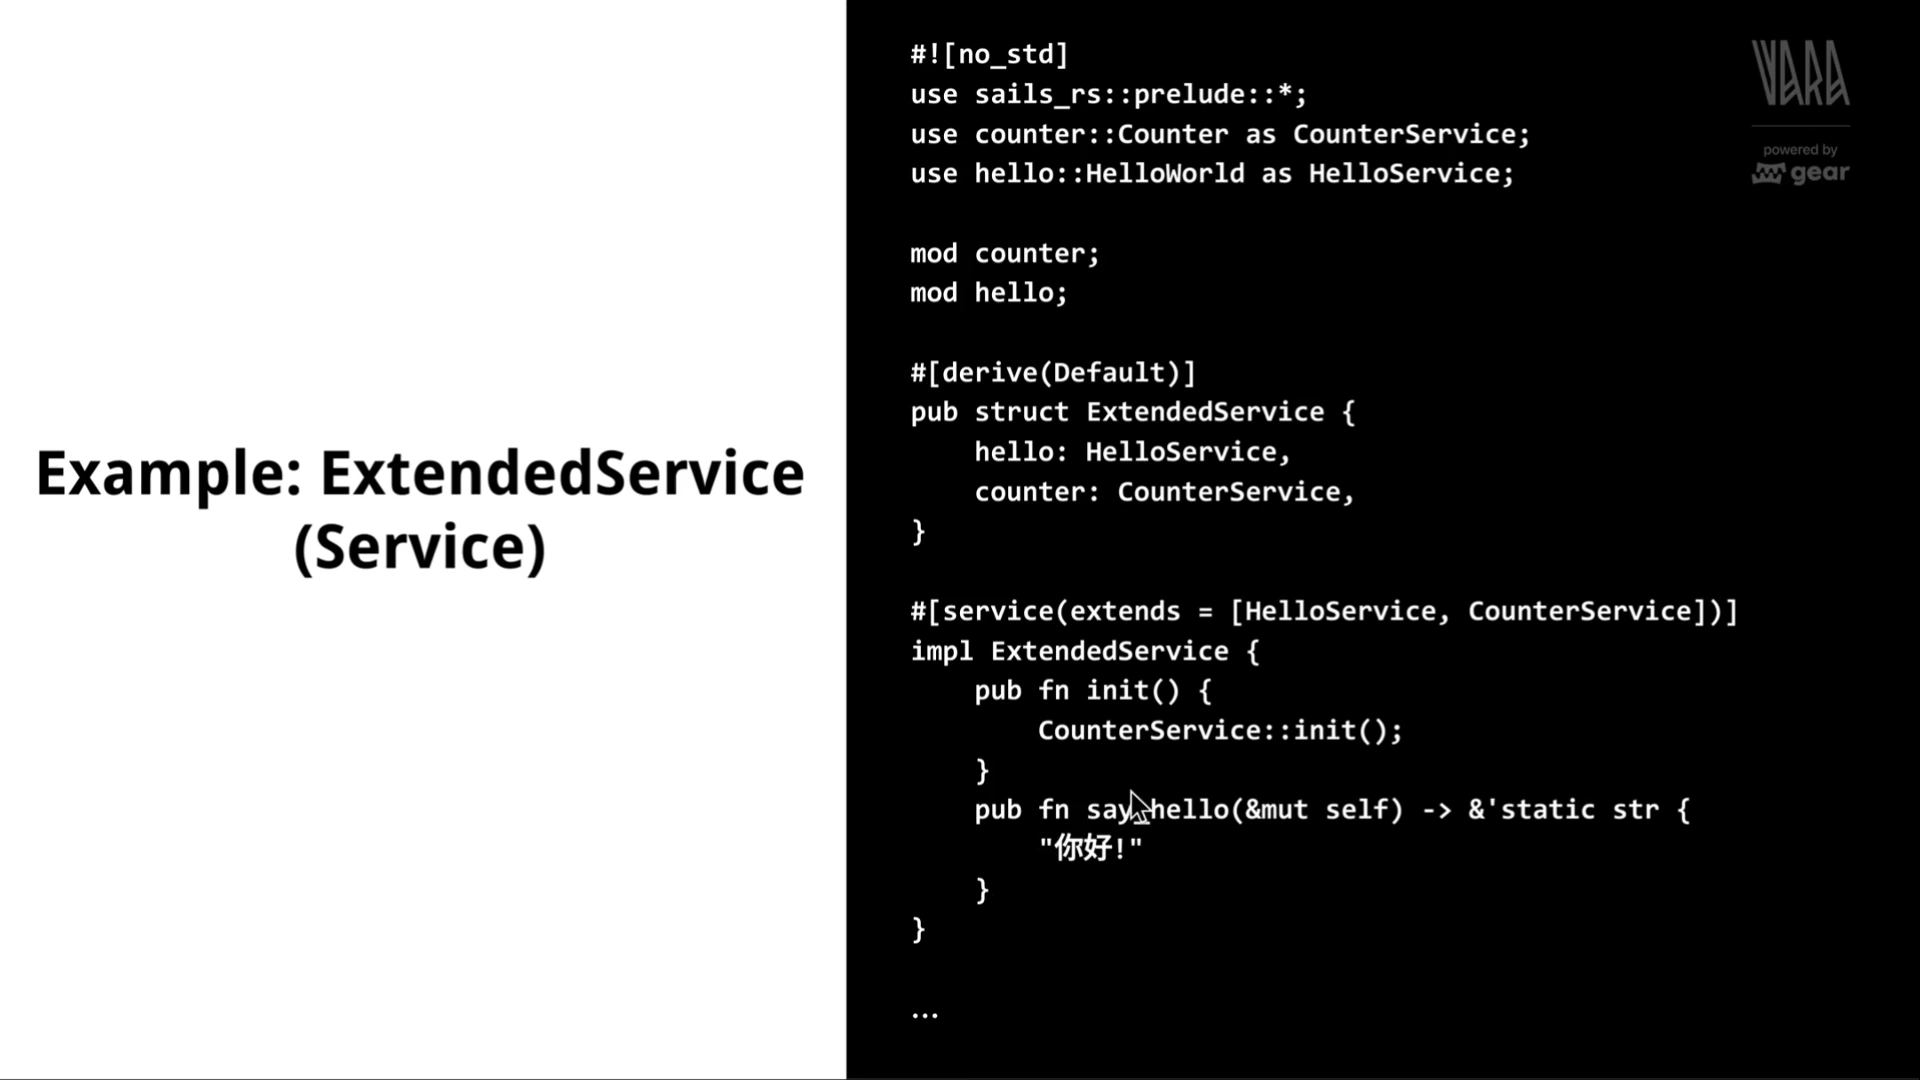 Example: ExtendedService
(Service)
#![no_std]
use sails_rs::prelude::*;
use counter::Counter as CounterService;
use hello::HelloWorld as HelloService;
mod counter;
mod hello;
#[derive(Default)]
pub struct ExtendedService {
    hello: HelloService,
    counter: CounterService,
}
#[service(extends = [HelloService, CounterService])]
impl ExtendedService {
    pub fn init() {
        CounterService::init();
    }
    pub fn say_hello(&mut self) -> &'static str {
        "你好!"
    }
}
...
VARA
powered by
gear